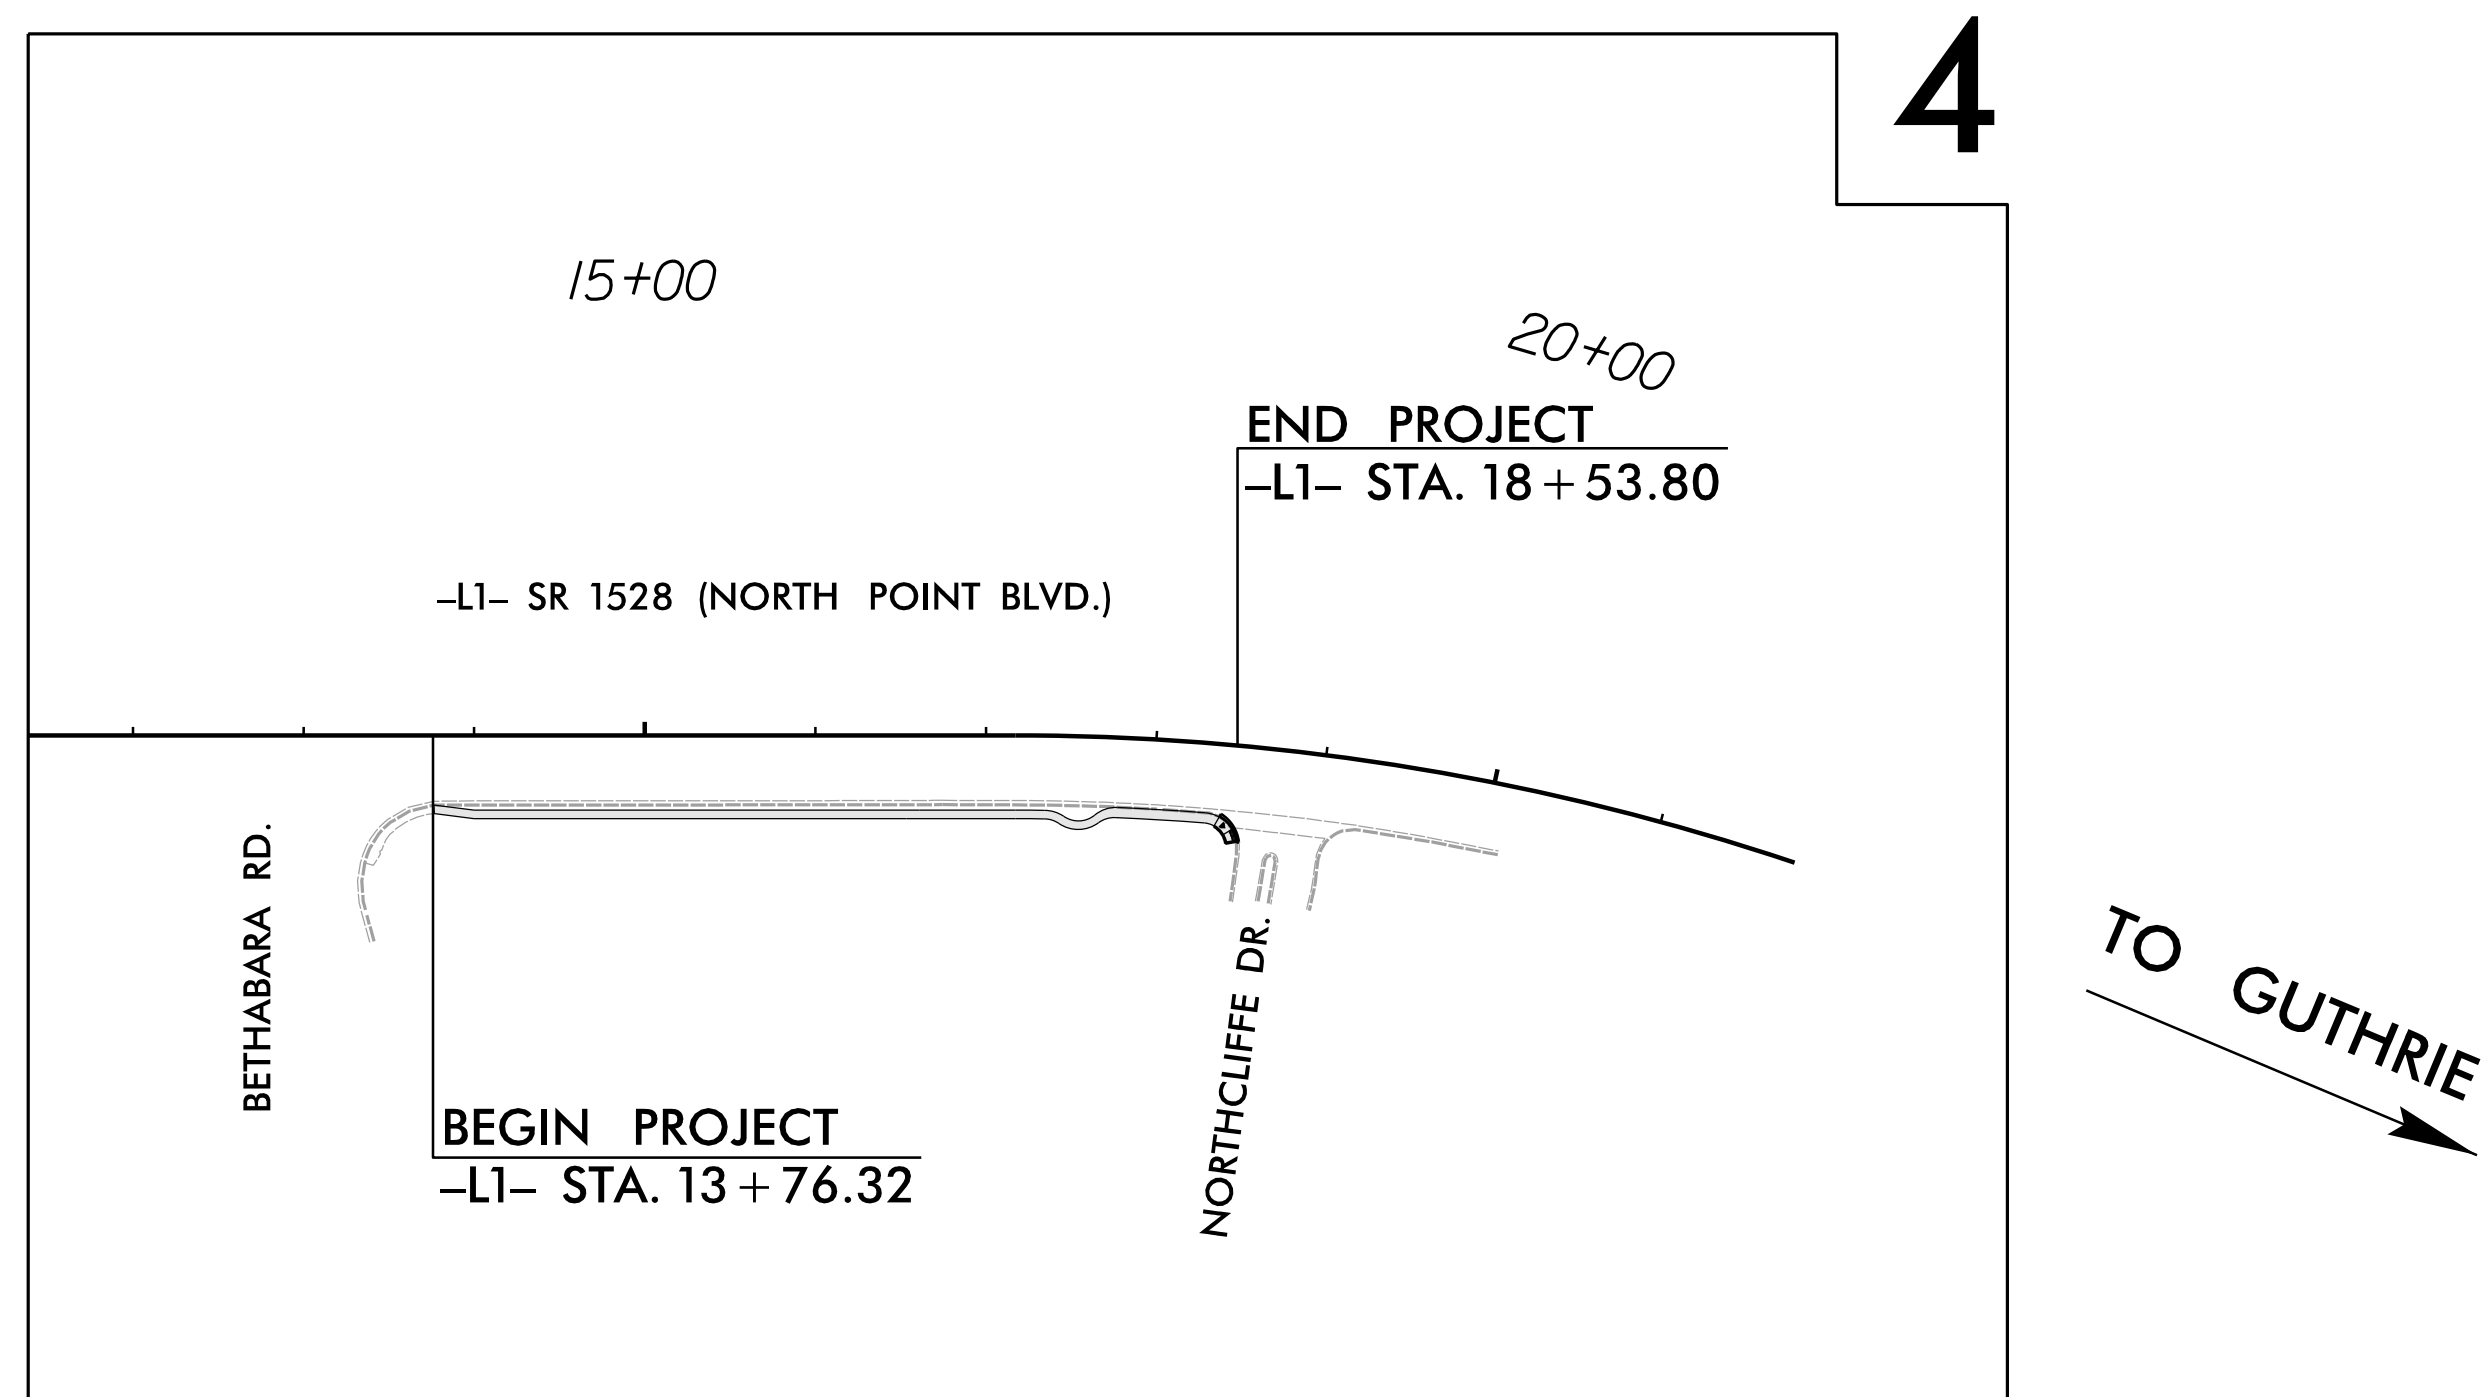 4
15+00
20+00
END PROJECT
–L1– STA. 18+53.80
–L1– SR 1528 (NORTH POINT BLVD.)
BETHABARA RD.
NORTHCLIFFE DR.
BEGIN PROJECT
–L1– STA. 13+76.32
TO GUTHRIE